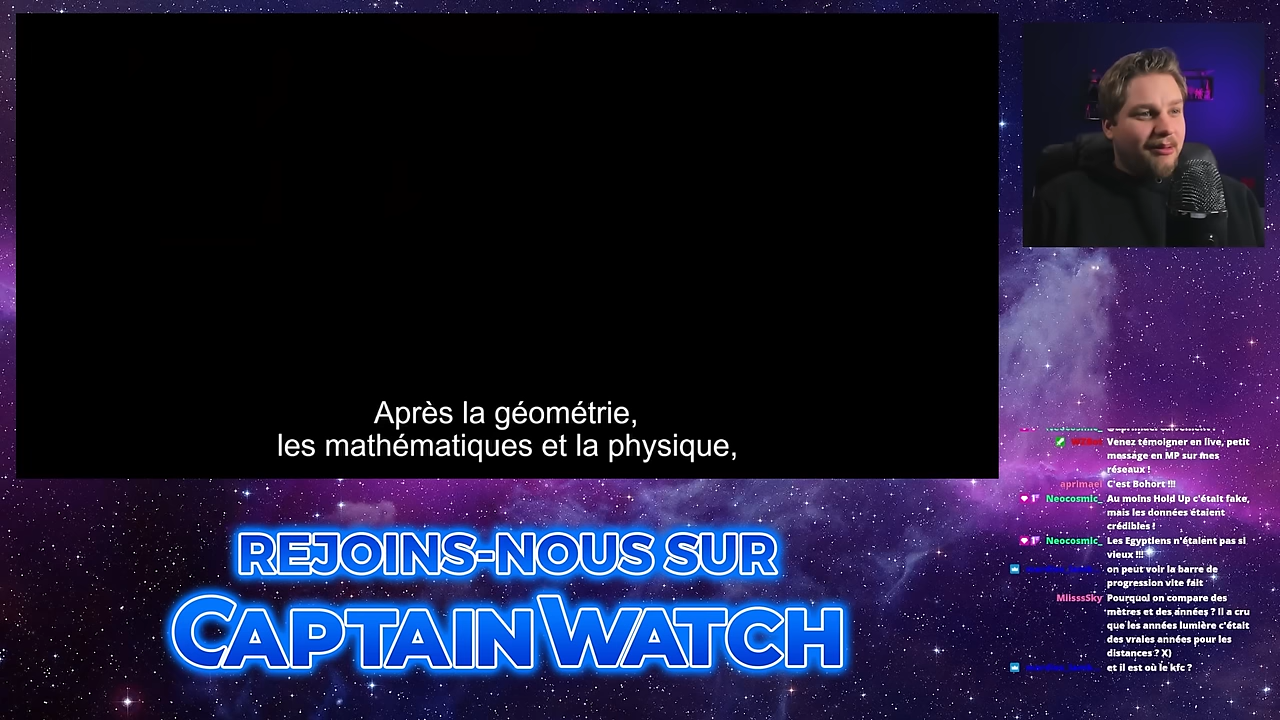 Après la géométrie,
les mathématiques et la physique,
REJOINS-NOUS SUR
CAPTAINWATCH
Venez témoigner en live, petit
message en MP sur mes
réseaux !
aprimael C'est Bohort !!!
1" Neocosmic_ Au moins Hold Up c'était fake,
mais les données étaient
crédibles !
1" Neocosmic_ Les Egyptiens n'étaient pas si
vieux !!!
on peut voir la barre de
progression vite fait
MiisssSky Pourquoi on compare des
mètres et des années ? Il a cru
que les années lumière c'était
des vraies années pour les
distances ? X)
et il est où le kfc ?